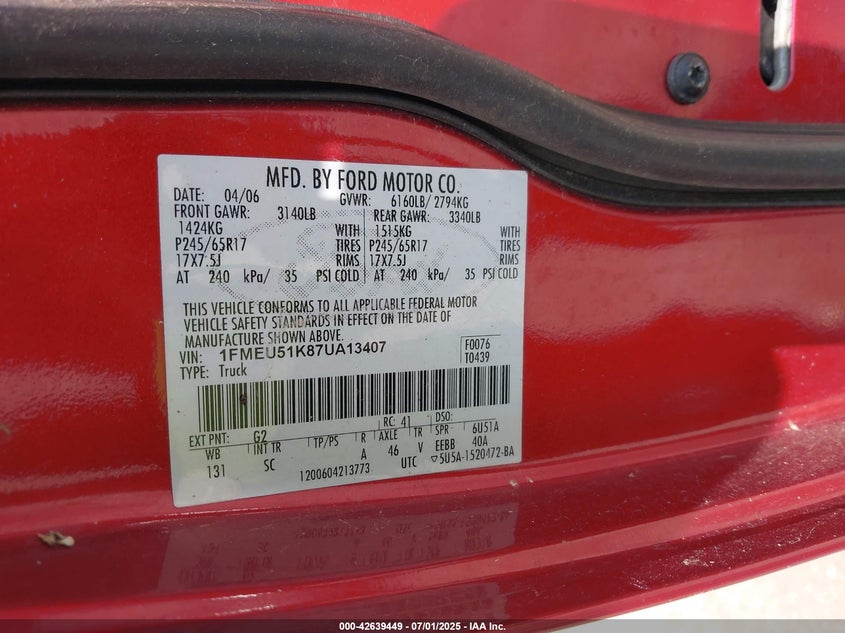 MFD. BY FORD MOTOR CO.
DATE: 04/06 GVWR: 6160LB/ 2794KG
FRONT GAWR: 3140LB REAR GAWR: 3340LB
1424KG WITH 1515KG WITH
P245/65R17 TIRES P245/65R17 TIRES
17X7.5J RIMS 17X7.5J RIMS
AT 240 kPa/ 35 PSI COLD AT 240 kPa/ 35 PSI COLD
THIS VEHICLE CONFORMS TO ALL APPLICABLE FEDERAL MOTOR
VEHICLE SAFETY STANDARDS IN EFFECT ON THE DATE OF
MANUFACTURE SHOWN ABOVE.
VIN: 1FMEU51K87UA13407 F0076
TYPE: Truck T0439
RC: 41 DSO:
EXT PNT: G2 SPR: 6U51A
WB INT TR TP/PS R AXLE TR EEBB 40A
131 SC A 46 V
1200604213773 UTC ▽5U5A-1520472-BA
000-42639449 - 07/01/2025 - IAA Inc.